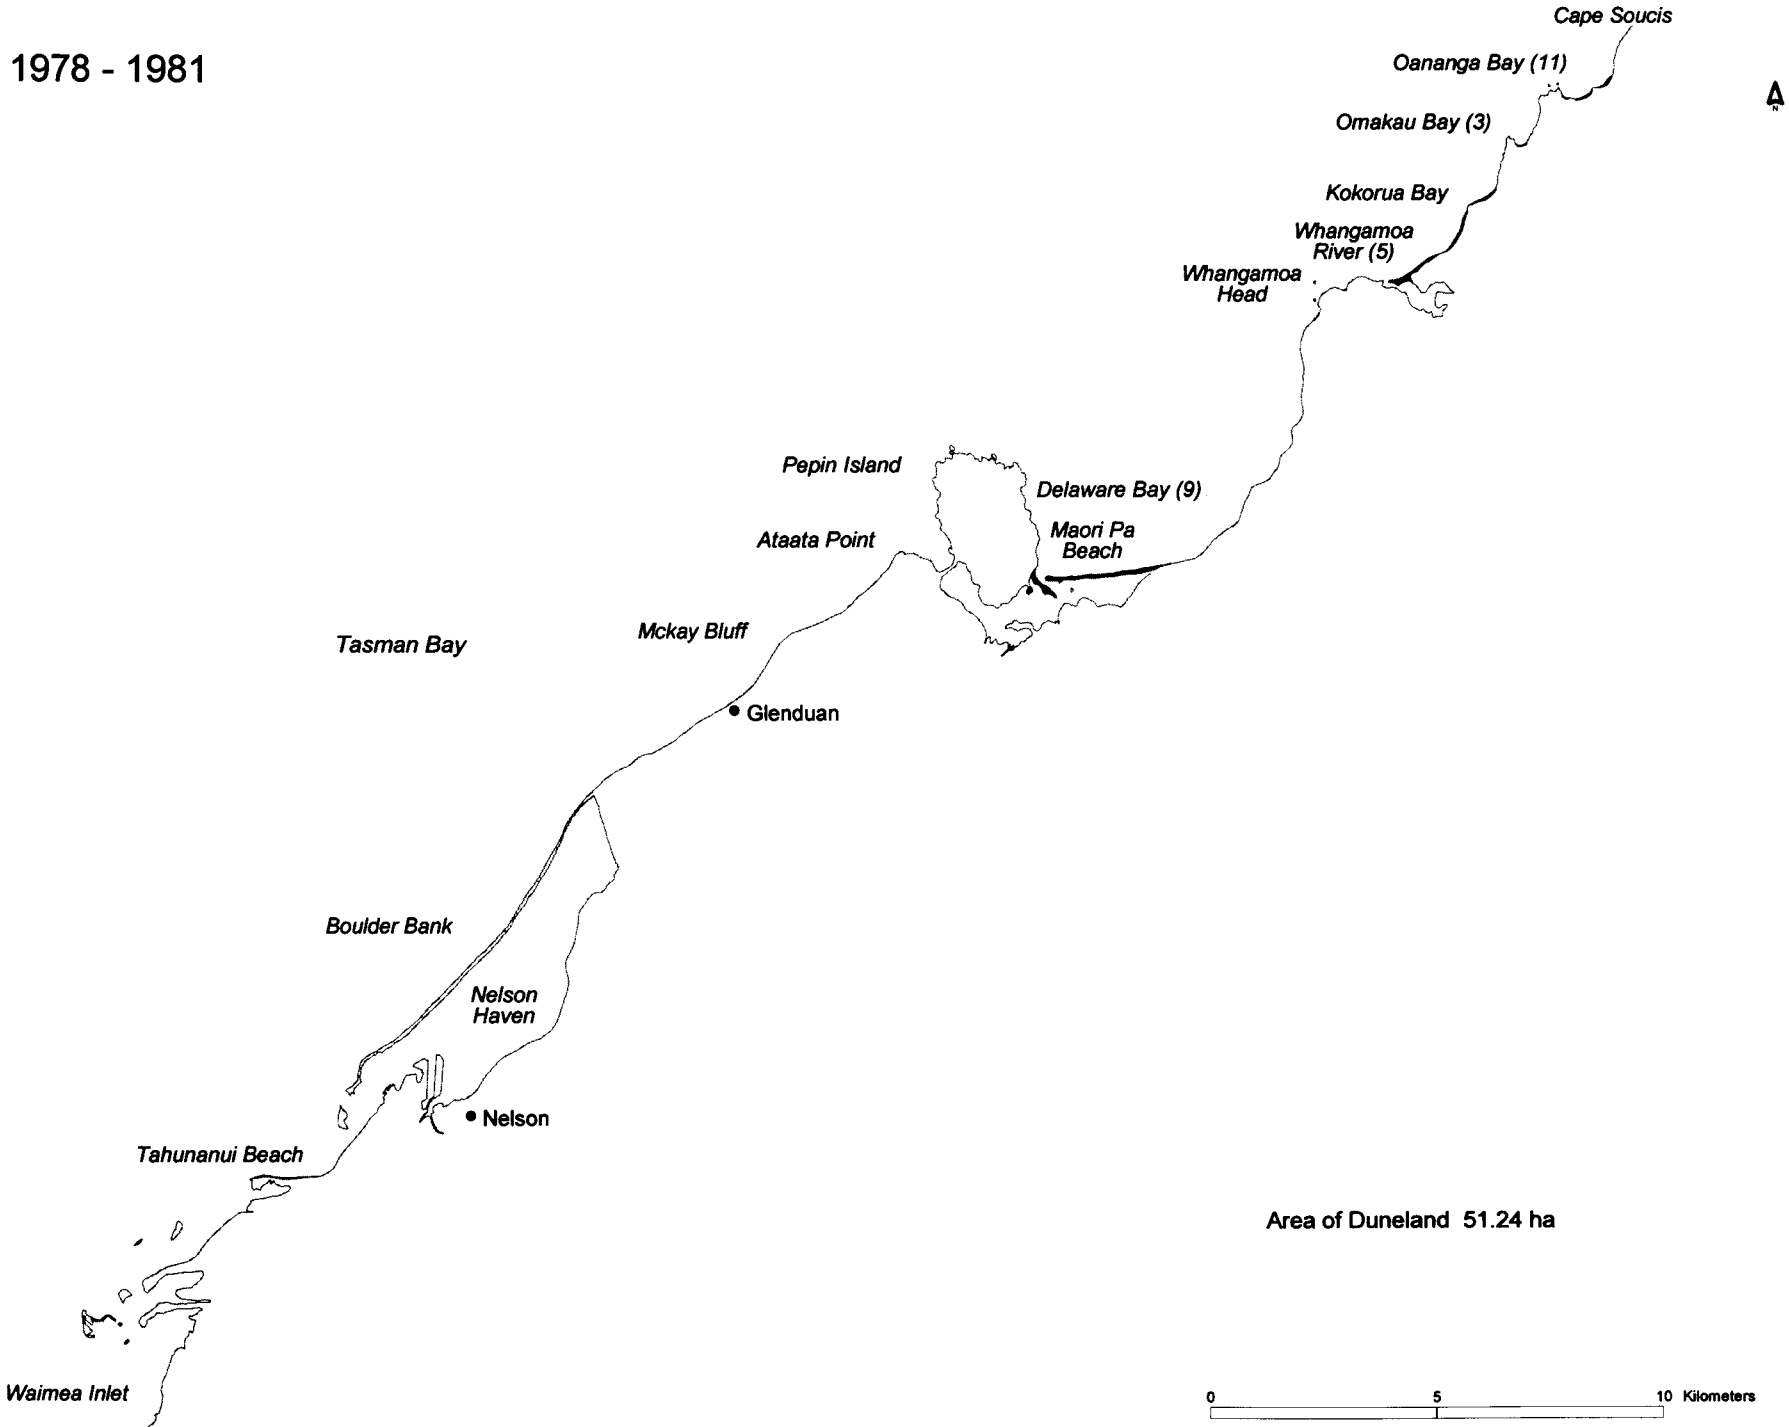 Cape Soucis
1978 - 1981
Oananga Bay (11)
N
Omakau Bay (3)
Kokorua Bay
Whangamoa
River (5)
Whangamoa
Head
Pepin Island
Delaware Bay (9)
Maori Pa
Beach
Ataata Point
Mckay Bluff
Tasman Bay
Glenduan
Boulder Bank
Nelson
Haven
Nelson
Tahunanui Beach
Area of Duneland 51.24 ha
Waimea Inlet
0 5 10 Kilometers